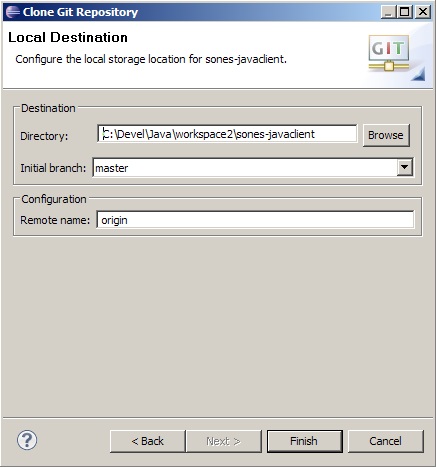 Clone Git Repository
Local Destination
Configure the local storage location for sones-javaclient.
GIT
Destination
Directory: C:\Devel\Java\workspace2\sones-javaclient Browse
Initial branch: master
Configuration
Remote name: origin
? < Back Next > Finish Cancel